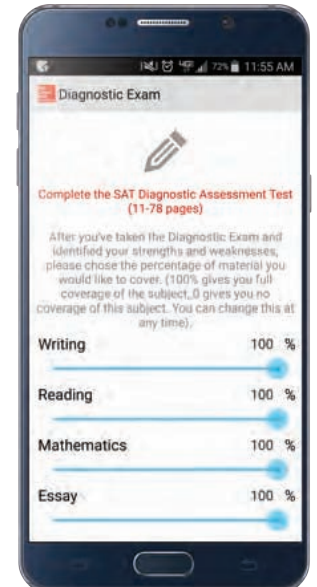 72% 11:55 AM
Diagnostic Exam
Complete the SAT Diagnostic Assessment Test
(11-78 pages)
After you've taken the Diagnostic Exam and
identified your strengths and weaknesses,
please chose the percentage of material you
would like to cover. (100% gives you full
coverage of the subject, 0 gives you no
coverage of this subject. You can change this at
any time).
Writing 100 %
Reading 100 %
Mathematics 100 %
Essay 100 %